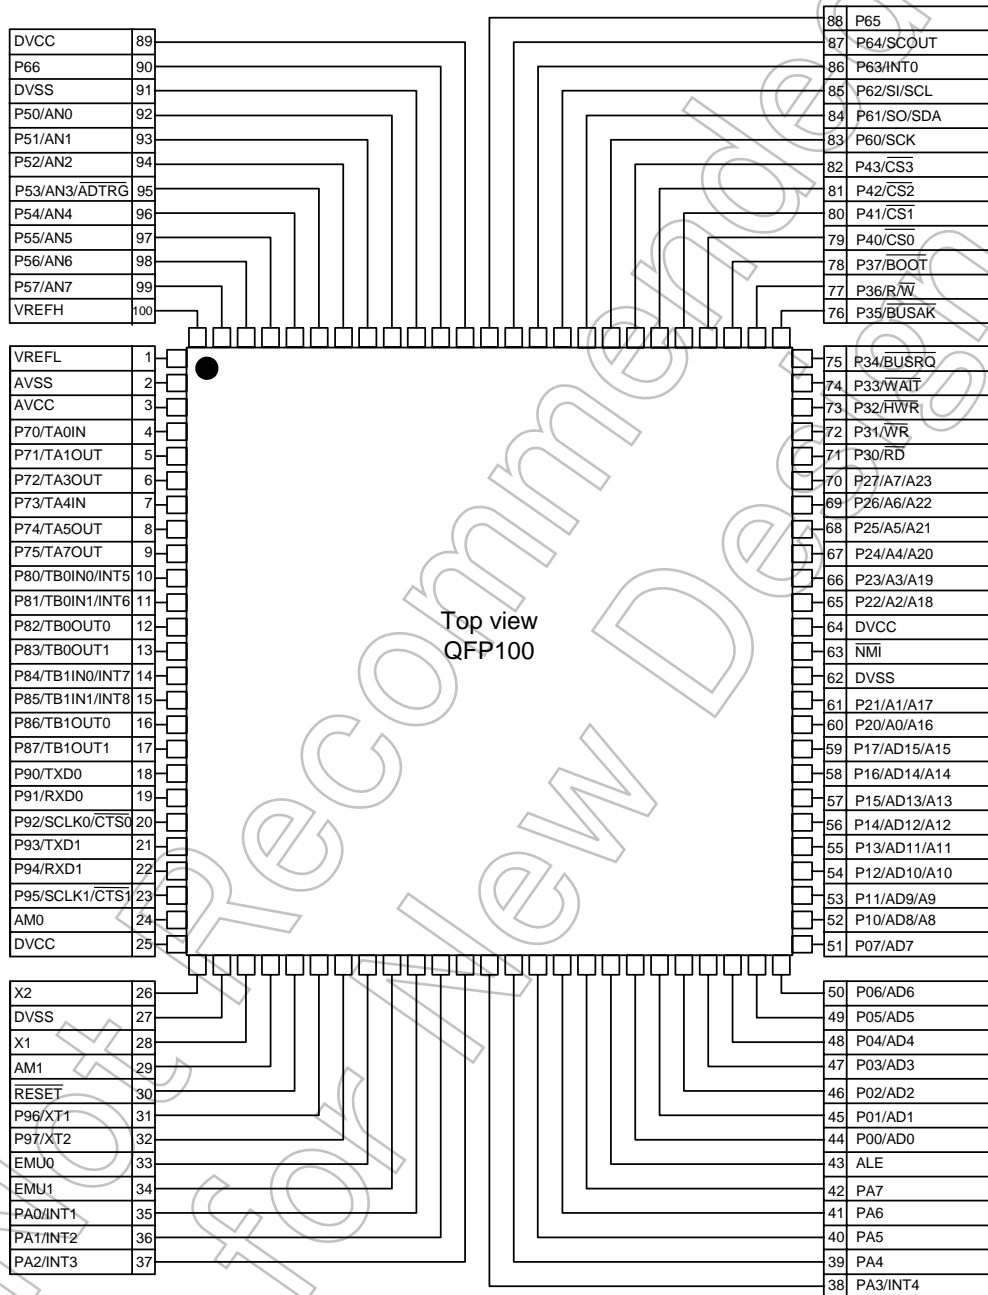 DVCC 89
P66 90
DVSS 91
P50/AN0 92
P51/AN1 93
P52/AN2 94
P53/AN3/ADTRG 95
P54/AN4 96
P55/AN5 97
P56/AN6 98
P57/AN7 99
VREFH 100
88 P65
87 P64/SCOUT
86 P63/INT0
85 P62/SI/SCL
84 P61/SO/SDA
83 P60/SCK
82 P43/CS3
81 P42/CS2
80 P41/CS1
79 P40/CS0
78 P37/BOOT
77 P36/R/W
76 P35/BUSAK
VREFL 1
AVSS 2
AVCC 3
P70/TA0IN 4
P71/TA1OUT 5
P72/TA3OUT 6
P73/TA4IN 7
P74/TA5OUT 8
P75/TA7OUT 9
P80/TB0IN0/INT5 10
P81/TB0IN1/INT6 11
P82/TB0OUT0 12
P83/TB0OUT1 13
P84/TB1IN0/INT7 14
P85/TB1IN1/INT8 15
P86/TB1OUT0 16
P87/TB1OUT1 17
P90/TXD0 18
P91/RXD0 19
P92/SCLK0/CTS0 20
P93/TXD1 21
P94/RXD1 22
P95/SCLK1/CTS1 23
AM0 24
DVCC 25
Top view
QFP100
75 P34/BUSRQ
74 P33/WAIT
73 P32/HWR
72 P31/WR
71 P30/RD
70 P27/A7/A23
69 P26/A6/A22
68 P25/A5/A21
67 P24/A4/A20
66 P23/A3/A19
65 P22/A2/A18
64 DVCC
63 NMI
62 DVSS
61 P21/A1/A17
60 P20/A0/A16
59 P17/AD15/A15
58 P16/AD14/A14
57 P15/AD13/A13
56 P14/AD12/A12
55 P13/AD11/A11
54 P12/AD10/A10
53 P11/AD9/A9
52 P10/AD8/A8
51 P07/AD7
X2 26
DVSS 27
X1 28
AM1 29
RESET 30
P96/XT1 31
P97/XT2 32
EMU0 33
EMU1 34
PA0/INT1 35
PA1/INT2 36
PA2/INT3 37
50 P06/AD6
49 P05/AD5
48 P04/AD4
47 P03/AD3
46 P02/AD2
45 P01/AD1
44 P00/AD0
43 ALE
42 PA7
41 PA6
40 PA5
39 PA4
38 PA3/INT4
Not Recommended
for New Design